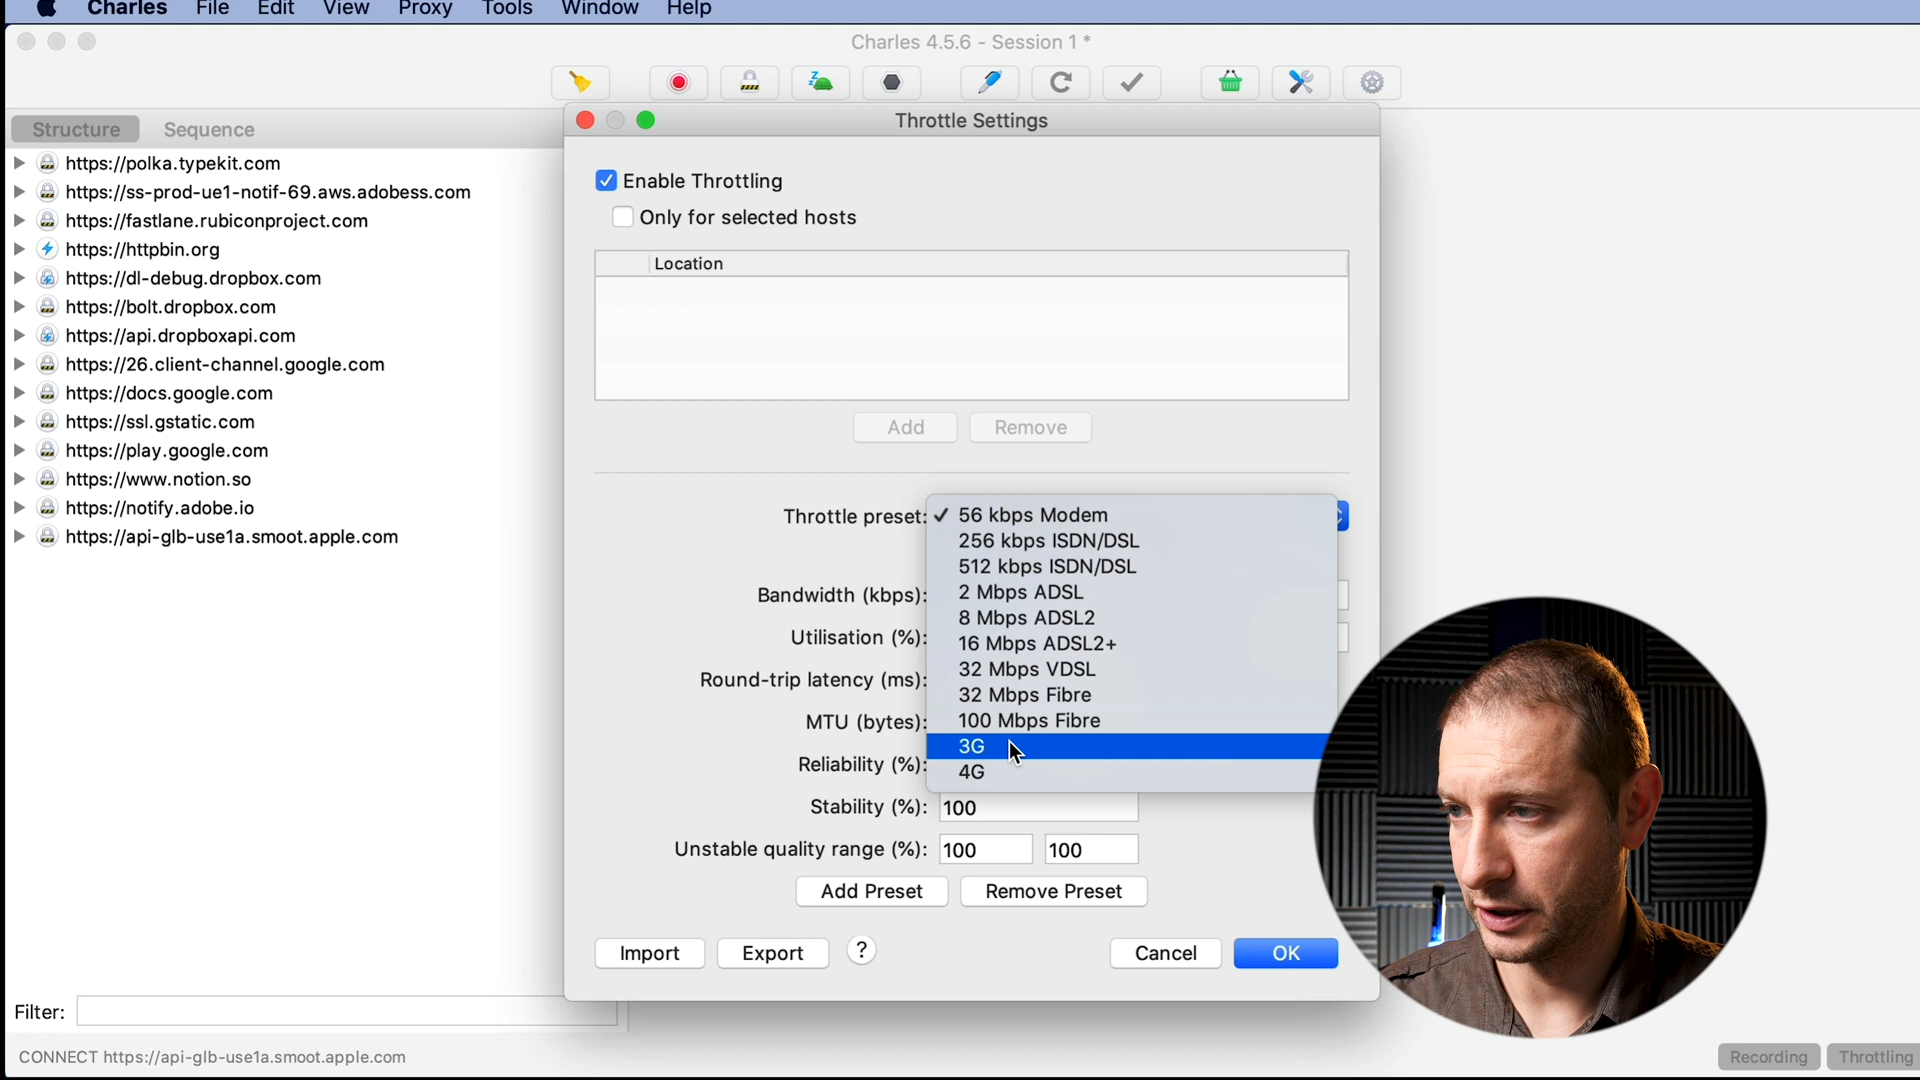 Charles File Edit View Proxy Tools Window Help
Charles 4.5.6 - Session 1 *
Structure Sequence
https://polka.typekit.com
https://ss-prod-ue1-notif-69.aws.adobess.com
https://fastlane.rubiconproject.com
https://httpbin.org
https://dl-debug.dropbox.com
https://bolt.dropbox.com
https://api.dropboxapi.com
https://26.client-channel.google.com
https://docs.google.com
https://ssl.gstatic.com
https://play.google.com
https://www.notion.so
https://notify.adobe.io
https://api-glb-use1a.smoot.apple.com
Filter:
CONNECT https://api-glb-use1a.smoot.apple.com
Throttle Settings
Enable Throttling
Only for selected hosts
Location
Add Remove
Throttle preset: ✓ 56 kbps Modem
256 kbps ISDN/DSL
512 kbps ISDN/DSL
2 Mbps ADSL
8 Mbps ADSL2
16 Mbps ADSL2+
32 Mbps VDSL
32 Mbps Fibre
100 Mbps Fibre
3G
4G
Bandwidth (kbps):
Utilisation (%):
Round-trip latency (ms):
MTU (bytes):
Reliability (%):
Stability (%): 100
Unstable quality range (%): 100 100
Add Preset Remove Preset
Import Export ? Cancel OK
Recording Throttling